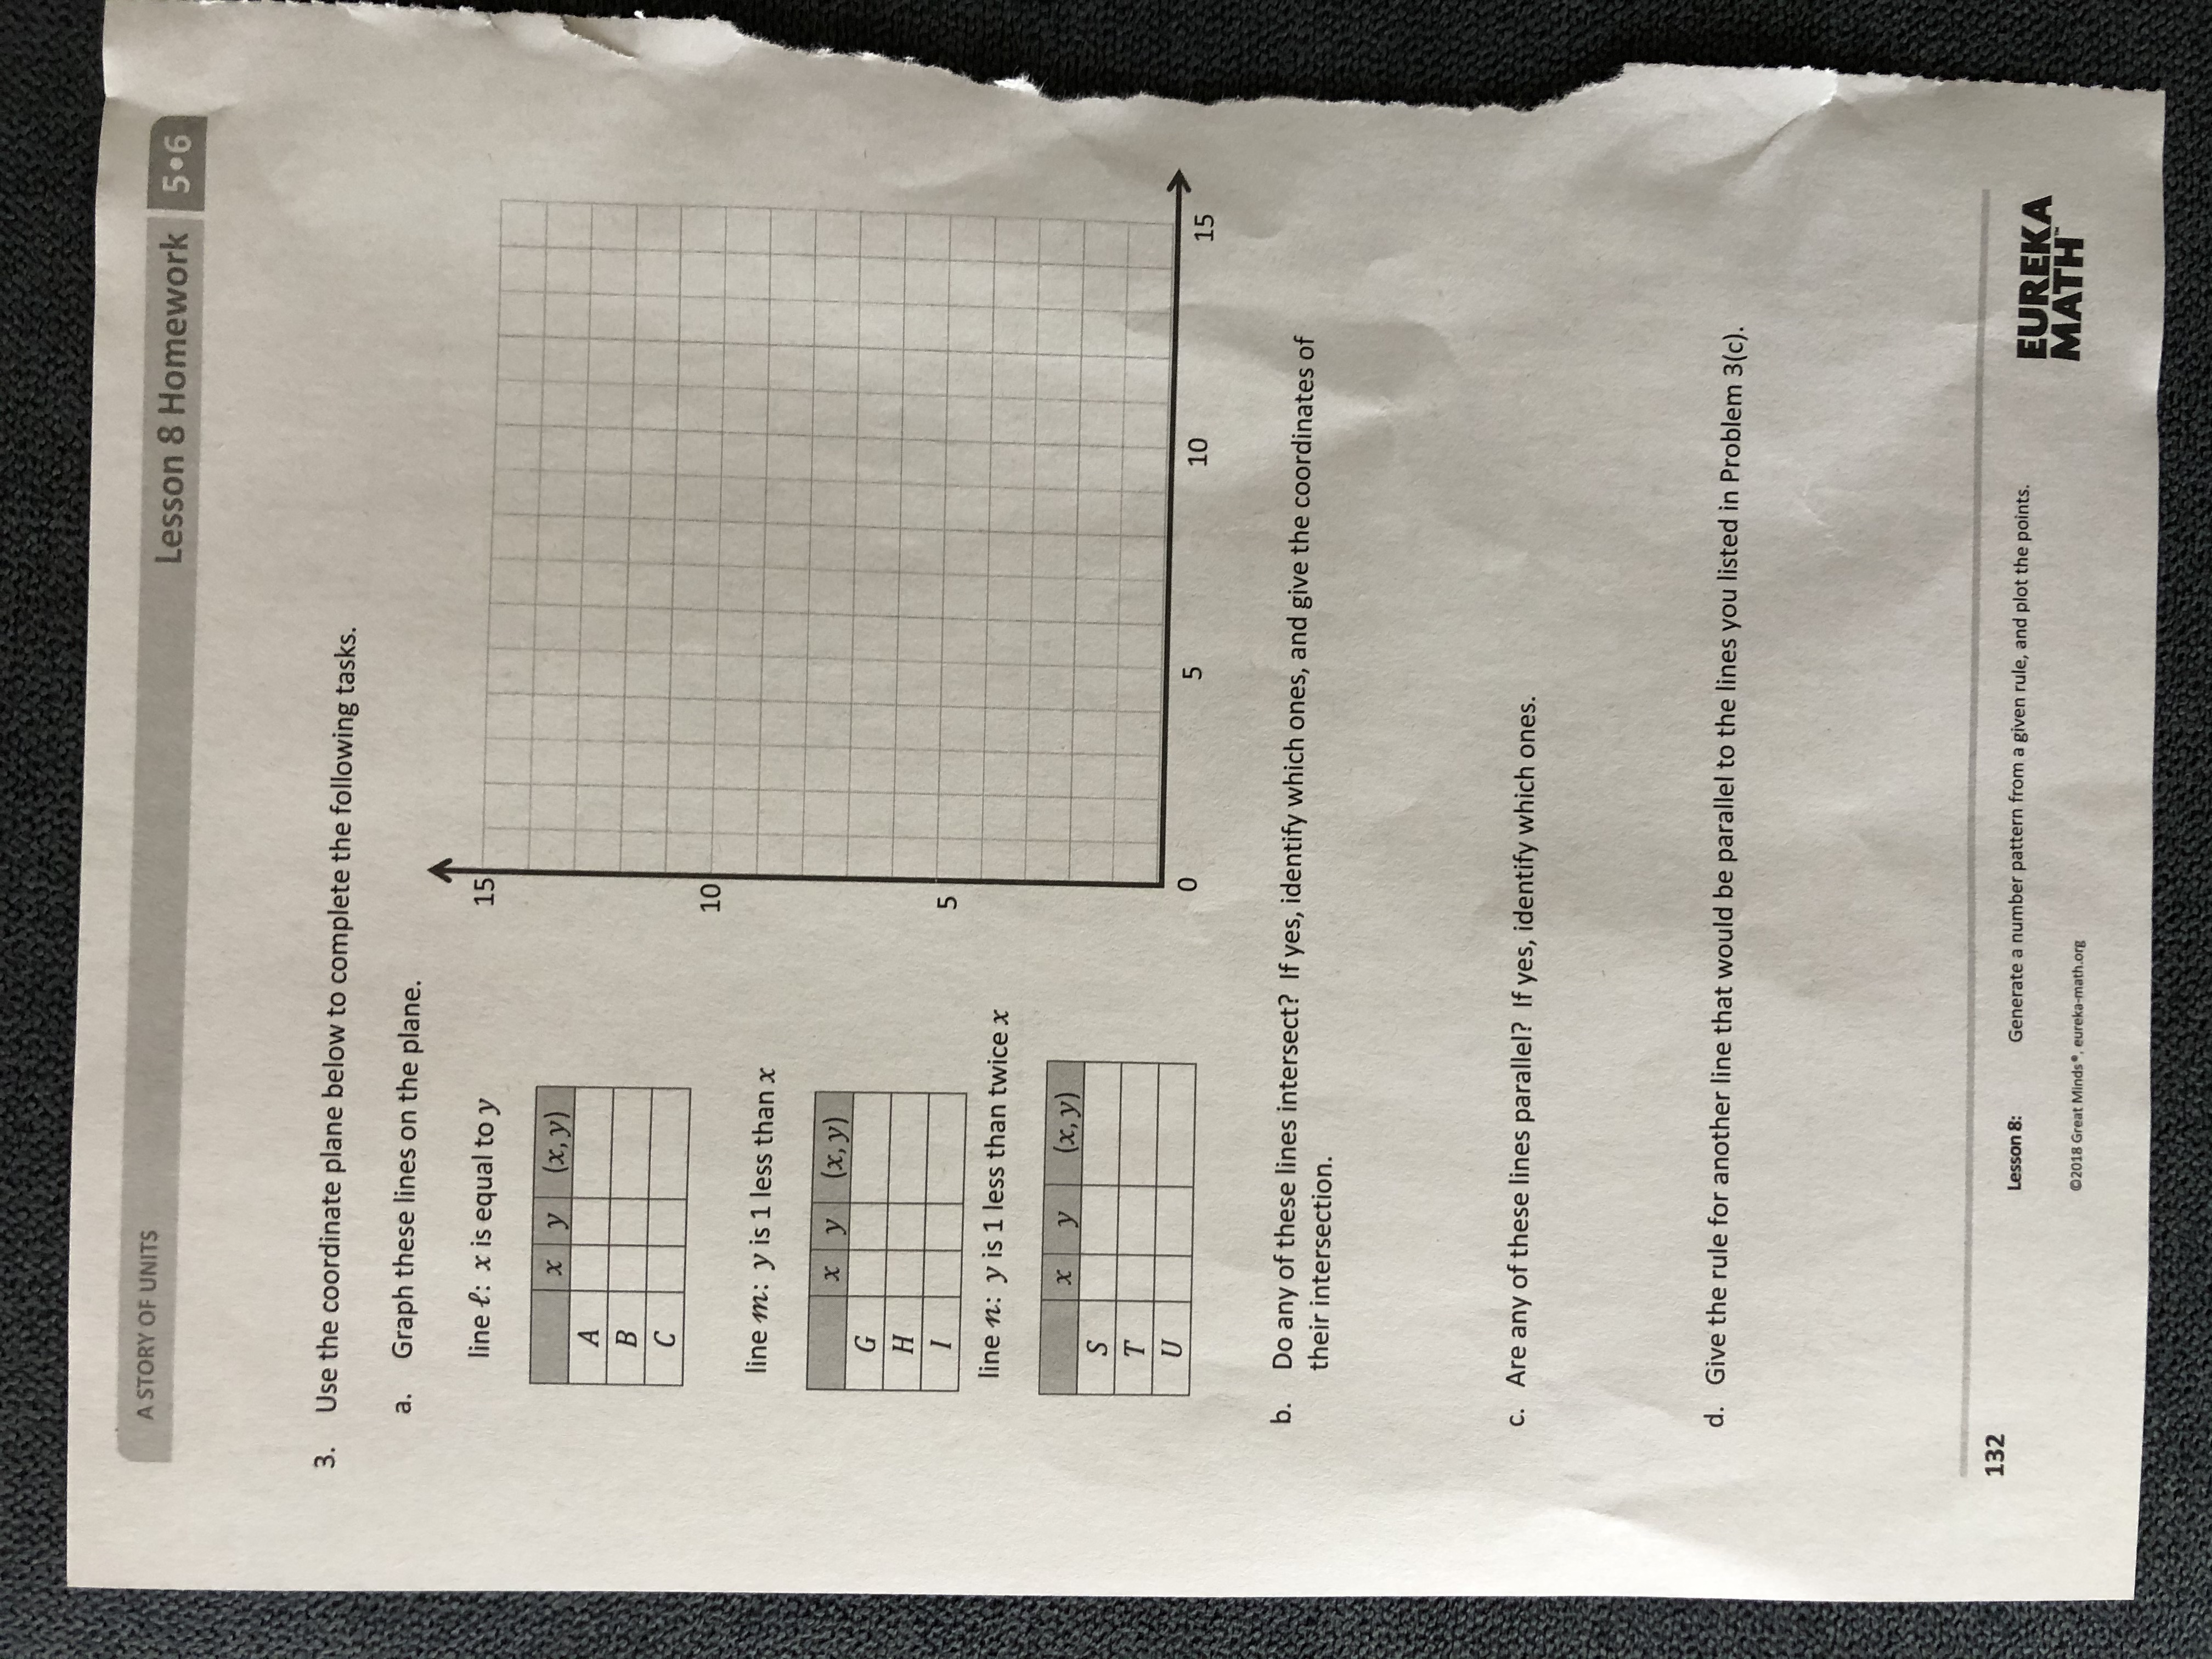 A STORY OF UNITS
Lesson 8 Homework 5•6
3. Use the coordinate plane below to complete the following tasks.
a. Graph these lines on the plane.
line ℓ: x is equal to y
x y (x, y)
A
B
C
line m: y is 1 less than x
x y (x, y)
G
H
I
line n: y is 1 less than twice x
x y (x, y)
S
T
U
15
10
5
0 5 10 15
b. Do any of these lines intersect? If yes, identify which ones, and give the coordinates of
their intersection.
c. Are any of these lines parallel? If yes, identify which ones.
d. Give the rule for another line that would be parallel to the lines you listed in Problem 3(c).
132
Lesson 8: Generate a number pattern from a given rule, and plot the points.
©2018 Great Minds®, eureka-math.org
EUREKA
MATH™